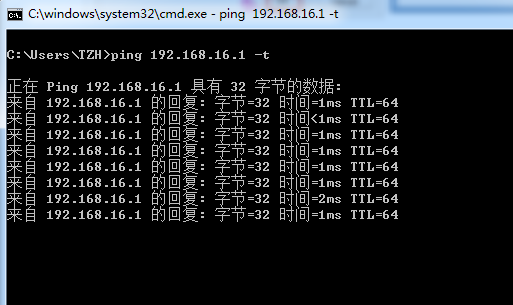 C:\windows\system32\cmd.exe - ping  192.168.16.1 -t
C:\Users\TZH>ping 192.168.16.1 -t
正在 Ping 192.168.16.1 具有 32 字节的数据:
来自 192.168.16.1 的回复: 字节=32 时间=1ms TTL=64
来自 192.168.16.1 的回复: 字节=32 时间<1ms TTL=64
来自 192.168.16.1 的回复: 字节=32 时间=1ms TTL=64
来自 192.168.16.1 的回复: 字节=32 时间=1ms TTL=64
来自 192.168.16.1 的回复: 字节=32 时间=1ms TTL=64
来自 192.168.16.1 的回复: 字节=32 时间=1ms TTL=64
来自 192.168.16.1 的回复: 字节=32 时间=2ms TTL=64
来自 192.168.16.1 的回复: 字节=32 时间=1ms TTL=64